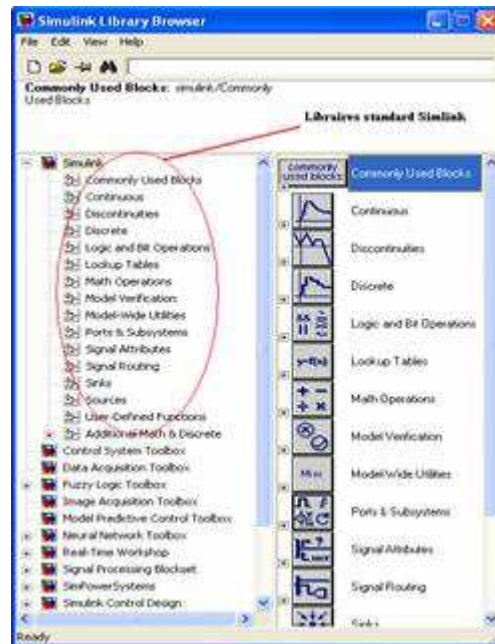 Simulink Library Browser
File Edit View Help
Commonly Used Blocks: simulink/Commonly
Used Blocks
Libraires standard Simlink
Simulink
Commonly Used Blocks
Continuous
Discontinuities
Discrete
Logic and Bit Operations
Lookup Tables
Math Operations
Model Verification
Model-Wide Utilities
Ports & Subsystems
Signal Attributes
Signal Routing
Sinks
Sources
User-Defined Functions
Additional Math & Discrete
Control System Toolbox
Data Acquisition Toolbox
Fuzzy Logic Toolbox
Image Acquisition Toolbox
Model Predictive Control Toolbox
Neural Network Toolbox
Real-Time Workshop
Signal Processing Blockset
SimPowerSystems
Simulink Control Design
Commonly
used blocks
Commonly Used Blocks
Continuous
Discontinuities
Discrete
Logic and Bit Operations
y=f(u)
Lookup Tables
Math Operations
Model Verification
Misc
Model-Wide Utilities
Ports & Subsystems
Signal Attributes
Signal Routing
Sinks
Ready